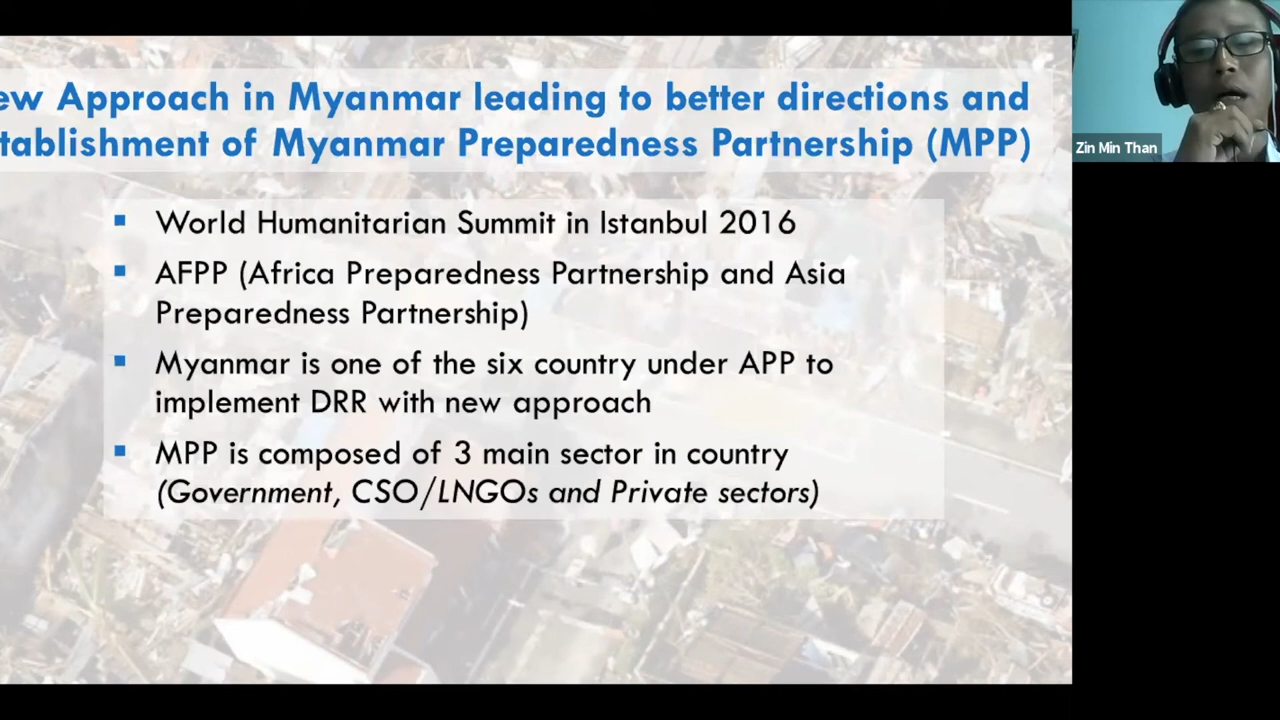 ew Approach in Myanmar leading to better directions and
tablishment of Myanmar Preparedness Partnership (MPP)
▪ World Humanitarian Summit in Istanbul 2016
▪ AFPP (Africa Preparedness Partnership and Asia
Preparedness Partnership)
▪ Myanmar is one of the six country under APP to
implement DRR with new approach
▪ MPP is composed of 3 main sector in country
(Government, CSO/LNGOs and Private sectors)
Zin Min Than